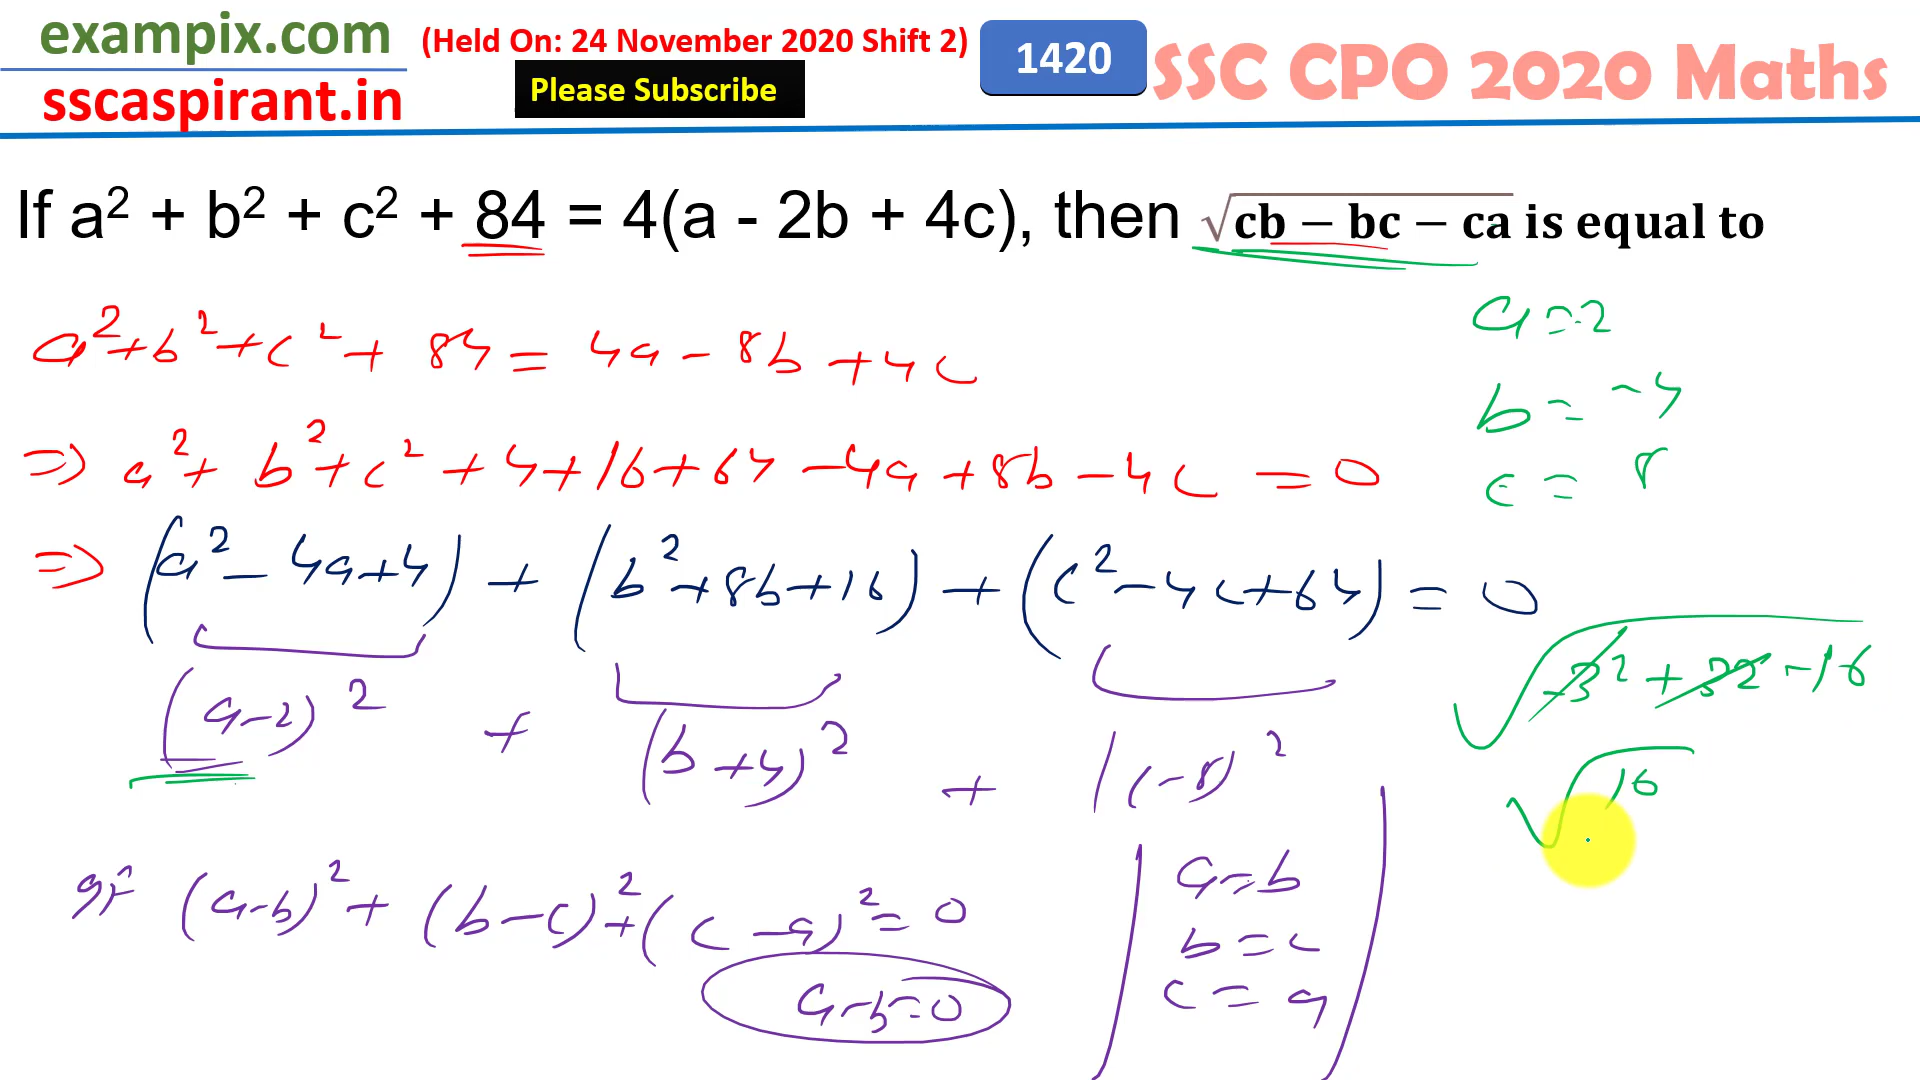 exampix.com
(Held On: 24 November 2020 Shift 2)
1420
SSC CPO 2020 Maths
sscaspirant.in
Please Subscribe
If a² + b² + c² + 84 = 4(a - 2b + 4c), then √cb − bc − ca is equal to
a² + b² + c² + 84 = 4a - 8b + 4c
a = 2
b = -4
c = 8
⇒ a² + b² + c² + 4 + 16 + 64 - 4a + 8b - 4c = 0
⇒ (a² - 4a + 4) + (b² + 8b + 16) + (c² - 4c + 64) = 0
√-32 + 32 - 16
(a-2)² + (b+4)² + (c-8)²
√16
(a-b)² + (b-c)² + (c-a)² = 0
a-b=0
a=b
b=c
c=a